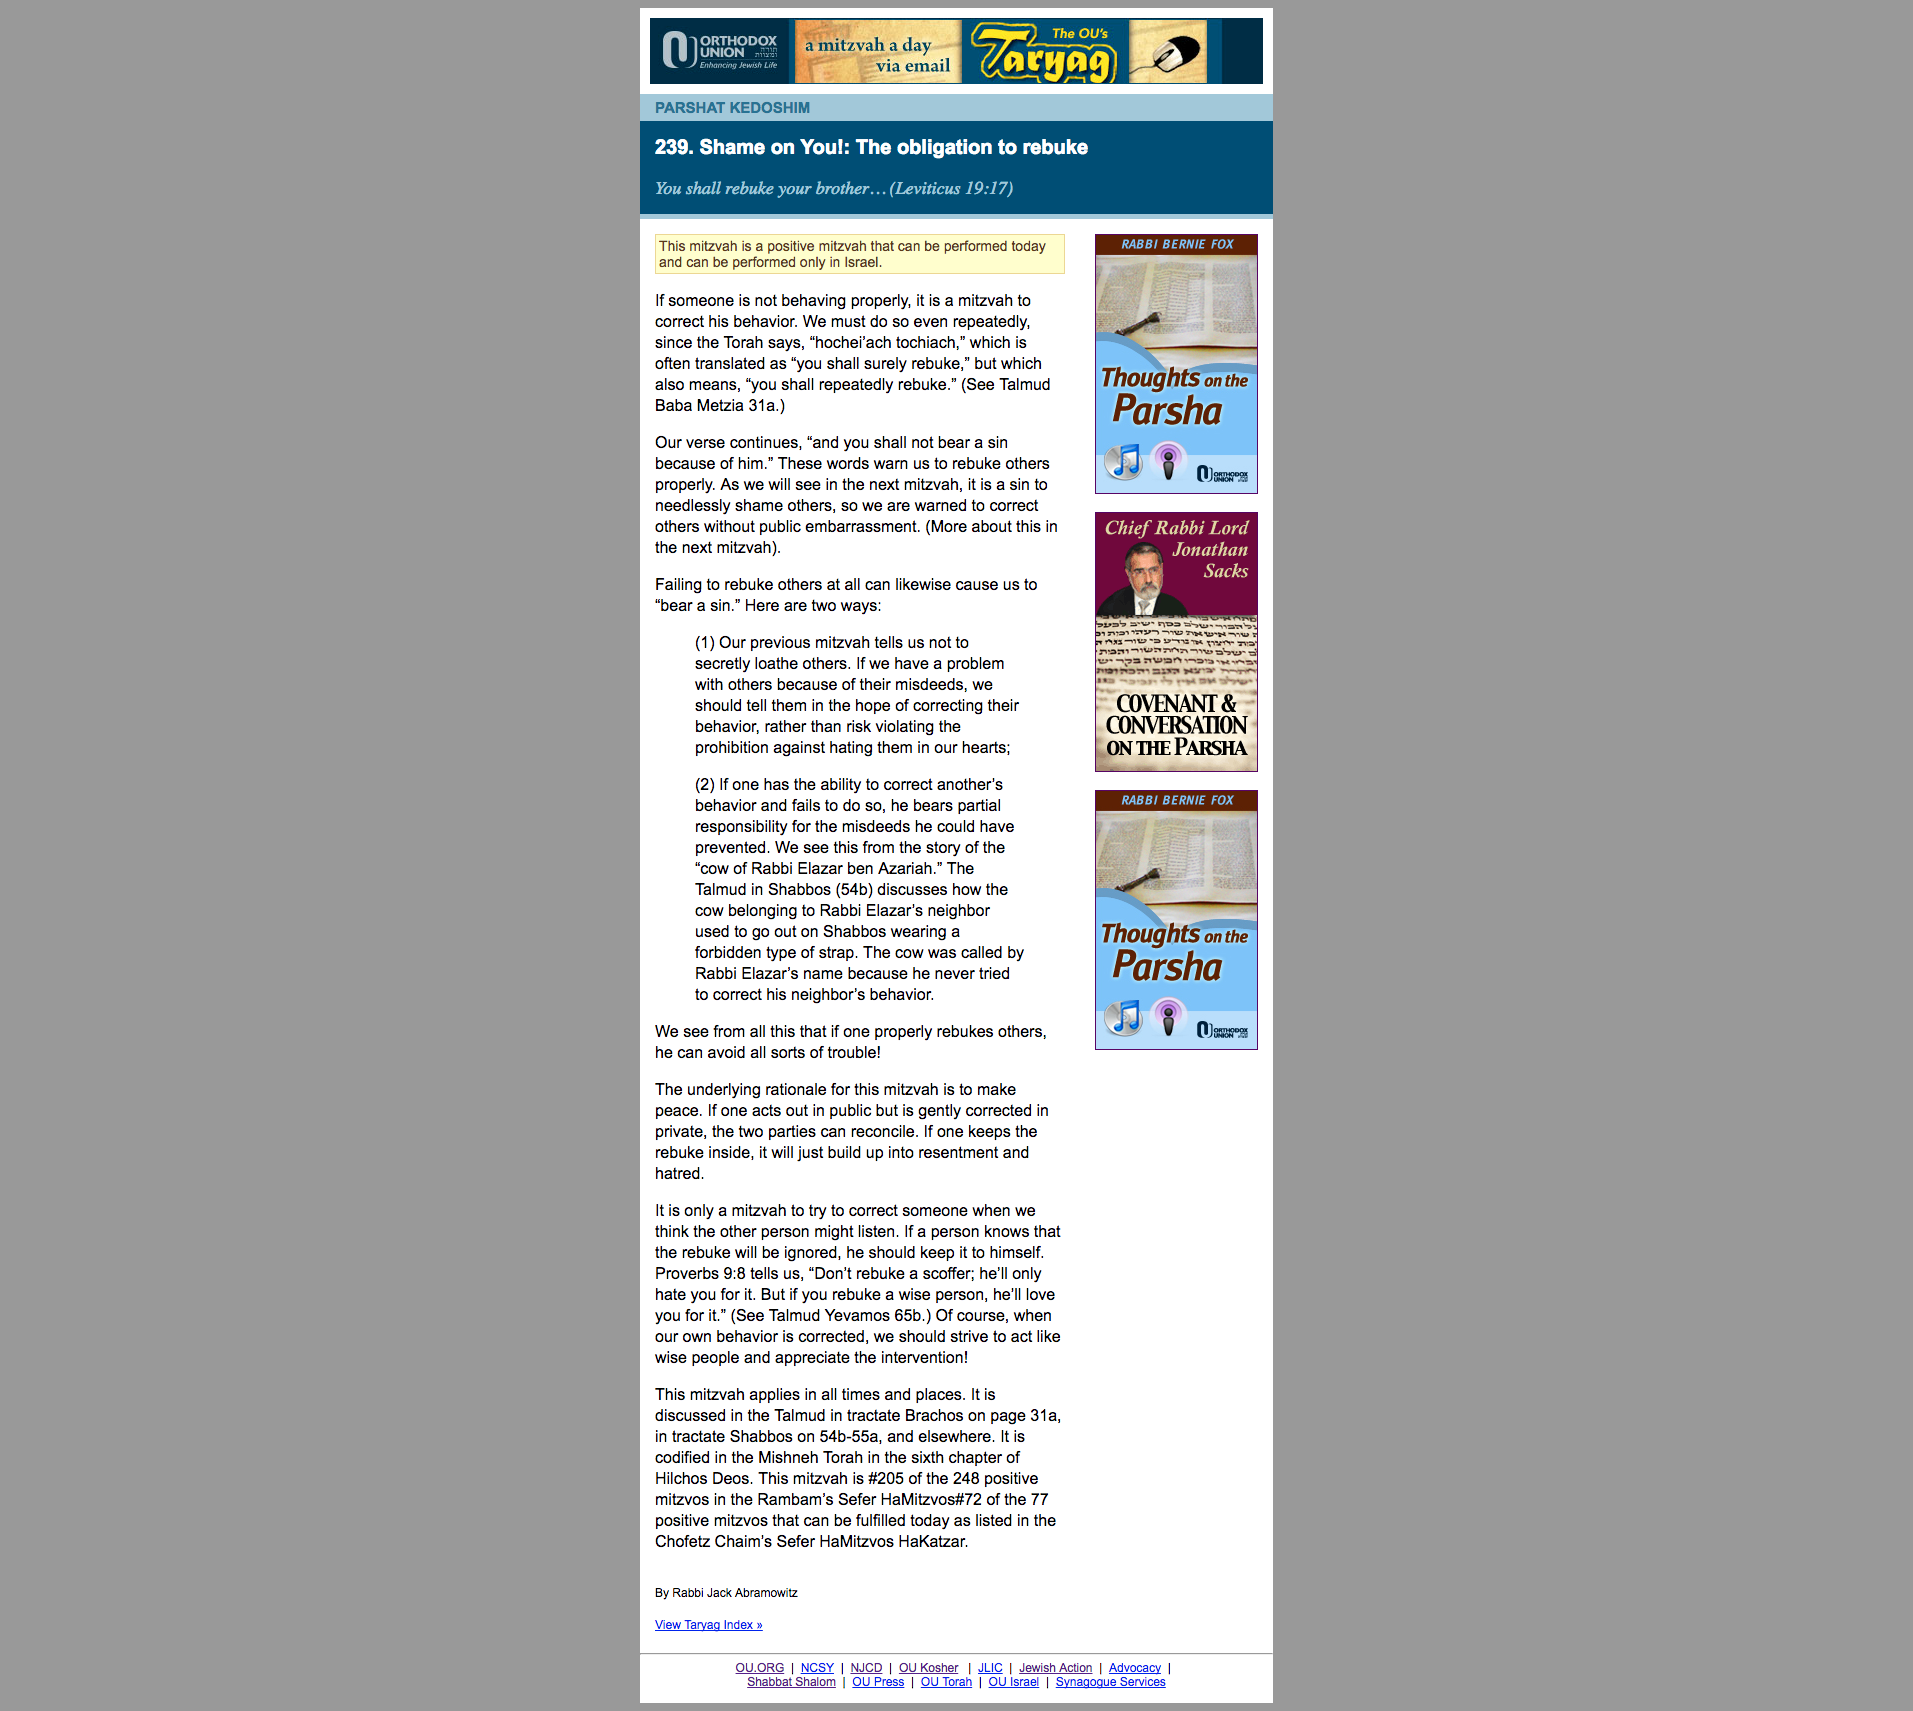 ORTHODOX
UNION
תורה
ומצוות
Enhancing Jewish Life
a mitzvah a day
via email
The OU's
Taryag
PARSHAT KEDOSHIM
239. Shame on You!: The obligation to rebuke
You shall rebuke your brother…(Leviticus 19:17)
This mitzvah is a positive mitzvah that can be performed today
and can be performed only in Israel.
If someone is not behaving properly, it is a mitzvah to
correct his behavior. We must do so even repeatedly,
since the Torah says, “hochei’ach tochiach,” which is
often translated as “you shall surely rebuke,” but which
also means, “you shall repeatedly rebuke.” (See Talmud
Baba Metzia 31a.)
Our verse continues, “and you shall not bear a sin
because of him.” These words warn us to rebuke others
properly. As we will see in the next mitzvah, it is a sin to
needlessly shame others, so we are warned to correct
others without public embarrassment. (More about this in
the next mitzvah).
Failing to rebuke others at all can likewise cause us to
“bear a sin.” Here are two ways:
(1) Our previous mitzvah tells us not to
secretly loathe others. If we have a problem
with others because of their misdeeds, we
should tell them in the hope of correcting their
behavior, rather than risk violating the
prohibition against hating them in our hearts;
(2) If one has the ability to correct another’s
behavior and fails to do so, he bears partial
responsibility for the misdeeds he could have
prevented. We see this from the story of the
“cow of Rabbi Elazar ben Azariah.” The
Talmud in Shabbos (54b) discusses how the
cow belonging to Rabbi Elazar’s neighbor
used to go out on Shabbos wearing a
forbidden type of strap. The cow was called by
Rabbi Elazar’s name because he never tried
to correct his neighbor’s behavior.
We see from all this that if one properly rebukes others,
he can avoid all sorts of trouble!
The underlying rationale for this mitzvah is to make
peace. If one acts out in public but is gently corrected in
private, the two parties can reconcile. If one keeps the
rebuke inside, it will just build up into resentment and
hatred.
It is only a mitzvah to try to correct someone when we
think the other person might listen. If a person knows that
the rebuke will be ignored, he should keep it to himself.
Proverbs 9:8 tells us, “Don’t rebuke a scoffer; he’ll only
hate you for it. But if you rebuke a wise person, he’ll love
you for it.” (See Talmud Yevamos 65b.) Of course, when
our own behavior is corrected, we should strive to act like
wise people and appreciate the intervention!
This mitzvah applies in all times and places. It is
discussed in the Talmud in tractate Brachos on page 31a,
in tractate Shabbos on 54b-55a, and elsewhere. It is
codified in the Mishneh Torah in the sixth chapter of
Hilchos Deos. This mitzvah is #205 of the 248 positive
mitzvos in the Rambam’s Sefer HaMitzvos#72 of the 77
positive mitzvos that can be fulfilled today as listed in the
Chofetz Chaim’s Sefer HaMitzvos HaKatzar.
By Rabbi Jack Abramowitz
View Taryag Index »
RABBI BERNIE FOX
Thoughts on the
Parsha
ORTHODOX
UNION
Chief Rabbi Lord
Jonathan
Sacks
COVENANT &
CONVERSATION
ON THE PARSHA
RABBI BERNIE FOX
Thoughts on the
Parsha
ORTHODOX
UNION
OU.ORG | NCSY | NJCD | OU Kosher | JLIC | Jewish Action | Advocacy |
Shabbat Shalom | OU Press | OU Torah | OU Israel | Synagogue Services